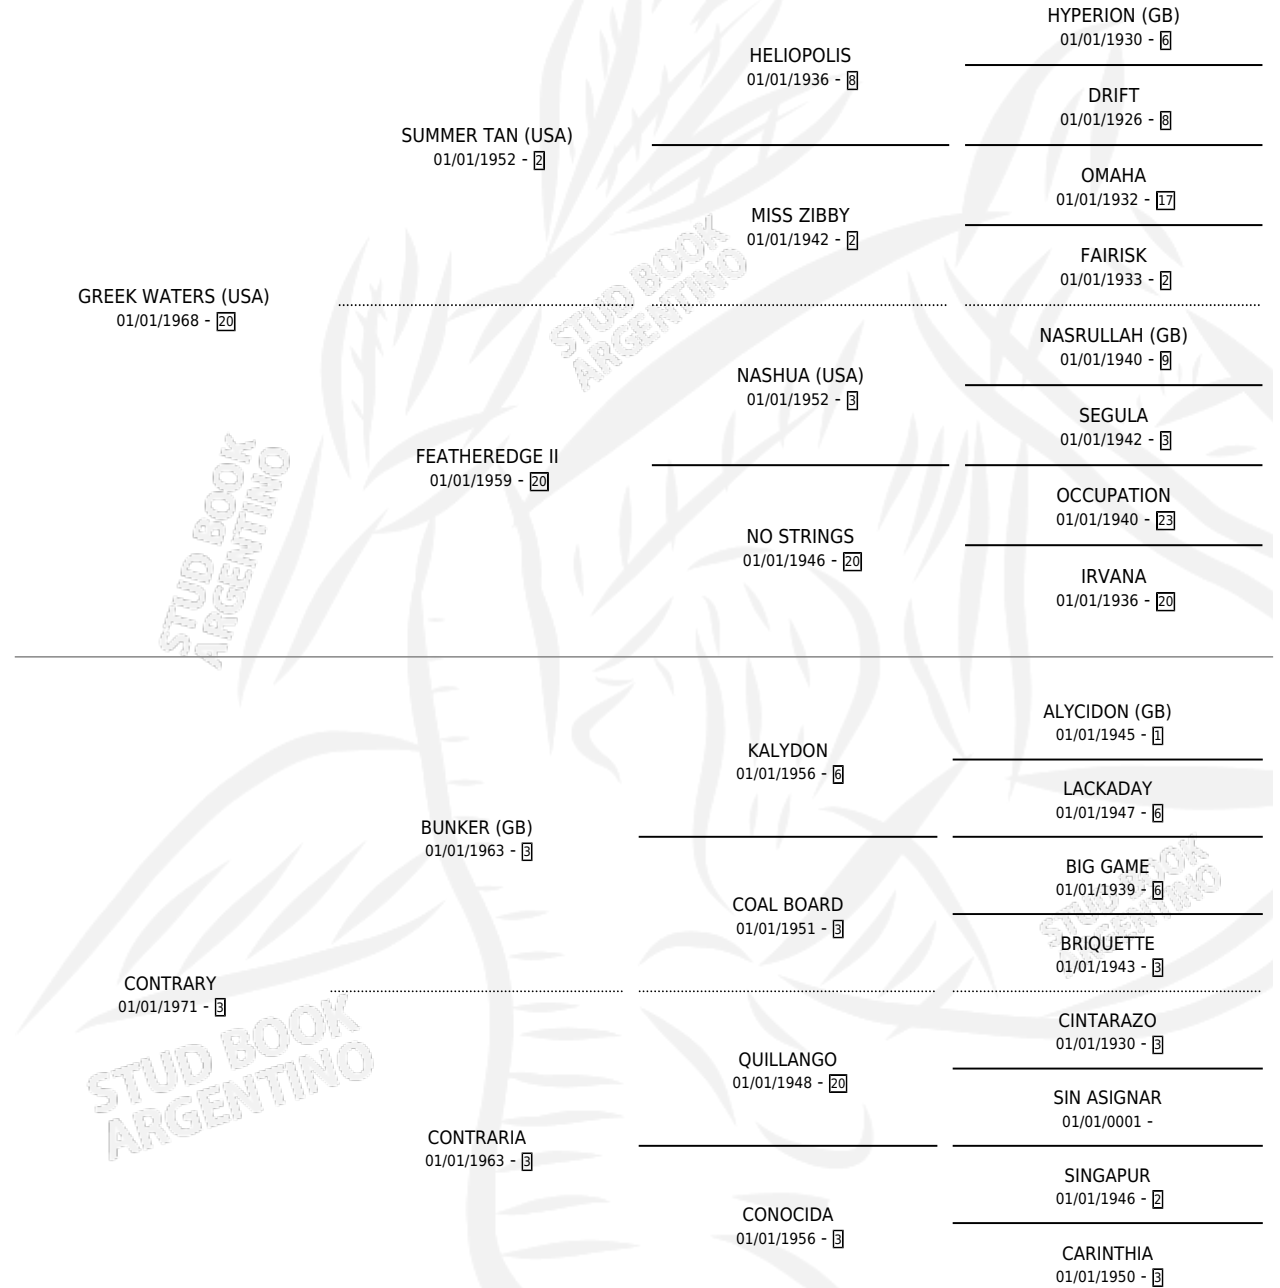 HYPERION (GB)
01/01/1930 - 6
HELIOPOLIS
01/01/1936 - 8
DRIFT
01/01/1926 - 8
SUMMER TAN (USA)
01/01/1952 - 2
OMAHA
01/01/1932 - 17
MISS ZIBBY
01/01/1942 - 2
FAIRISK
01/01/1933 - 2
GREEK WATERS (USA)
01/01/1968 - 20
NASRULLAH (GB)
01/01/1940 - 9
NASHUA (USA)
01/01/1952 - 3
SEGULA
01/01/1942 - 3
FEATHEREDGE II
01/01/1959 - 20
OCCUPATION
01/01/1940 - 23
NO STRINGS
01/01/1946 - 20
IRVANA
01/01/1936 - 20
ALYCIDON (GB)
01/01/1945 - 1
KALYDON
01/01/1956 - 6
LACKADAY
01/01/1947 - 6
BUNKER (GB)
01/01/1963 - 3
BIG GAME
01/01/1939 - 6
COAL BOARD
01/01/1951 - 3
BRIQUETTE
01/01/1943 - 3
CONTRARY
01/01/1971 - 3
CINTARAZO
01/01/1930 - 3
QUILLANGO
01/01/1948 - 20
SIN ASIGNAR
01/01/0001 -
CONTRARIA
01/01/1963 - 3
SINGAPUR
01/01/1946 - 2
CONOCIDA
01/01/1956 - 3
CARINTHIA
01/01/1950 - 3
STUD BOOK
ARGENTINO
STUD BOOK
ARGENTINO
STUD BOOK
ARGENTINO
STUD BOOK
ARGENTINO